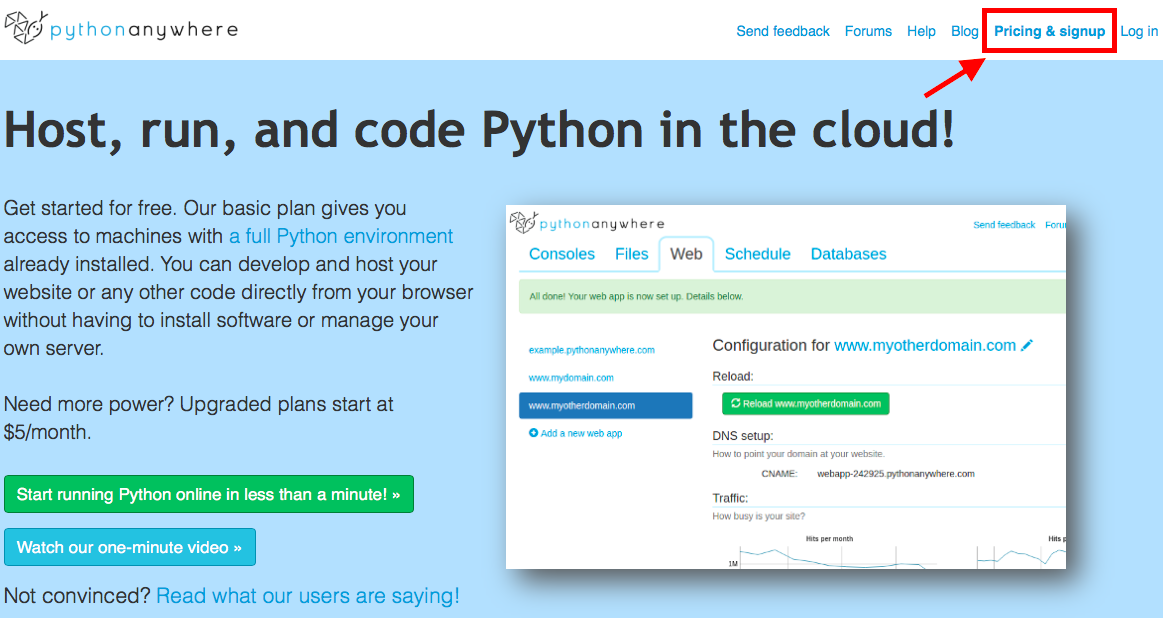 pythonanywhere
Send feedback Forums Help Blog Pricing & signup Log in
Host, run, and code Python in the cloud!
Get started for free. Our basic plan gives you
access to machines with a full Python environment
already installed. You can develop and host your
website or any other code directly from your browser
without having to install software or manage your
own server.
Need more power? Upgraded plans start at
$5/month.
Start running Python online in less than a minute! »
Watch our one-minute video »
Not convinced? Read what our users are saying!
pythonanywhere
Send feedback
Consoles Files Web Schedule Databases
All done! Your web app is now set up. Details below.
example.pythonanywhere.com
www.mydomain.com
www.myotherdomain.com
Add a new web app
Configuration for www.myotherdomain.com
Reload:
Reload www.myotherdomain.com
DNS setup:
How to point your domain at your website.
CNAME: webapp-242925.pythonanywhere.com
Traffic:
How busy is your site?
Hits per month
Hits
1M